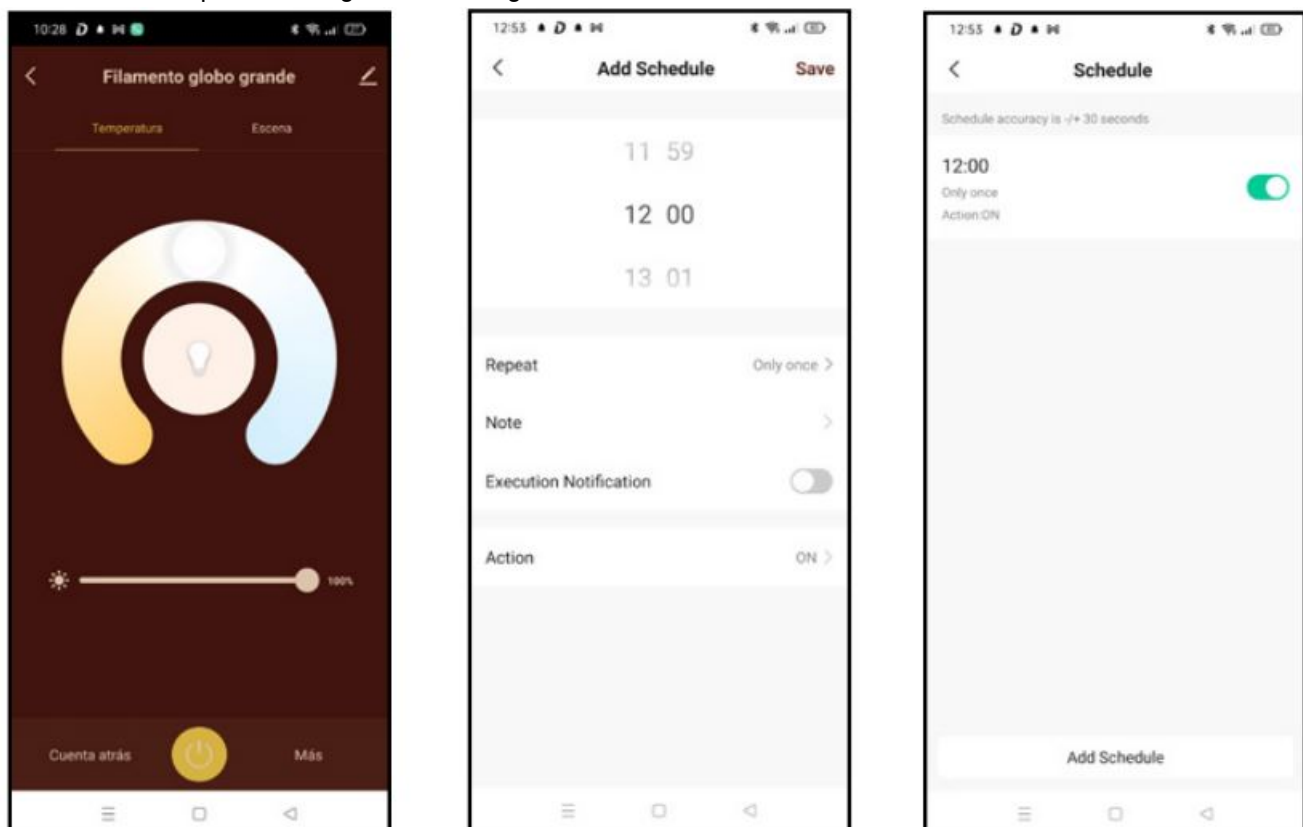 10:28
Filamento globo grande
Temperatura Escena
100%
Cuenta atrás Más
12:53
Add Schedule Save
11 59
12 00
13 01
Repeat Only once
Note
Execution Notification
Action ON
12:53
Schedule
Schedule accuracy is -/+ 30 seconds
12:00
Only once
Action:ON
Add Schedule